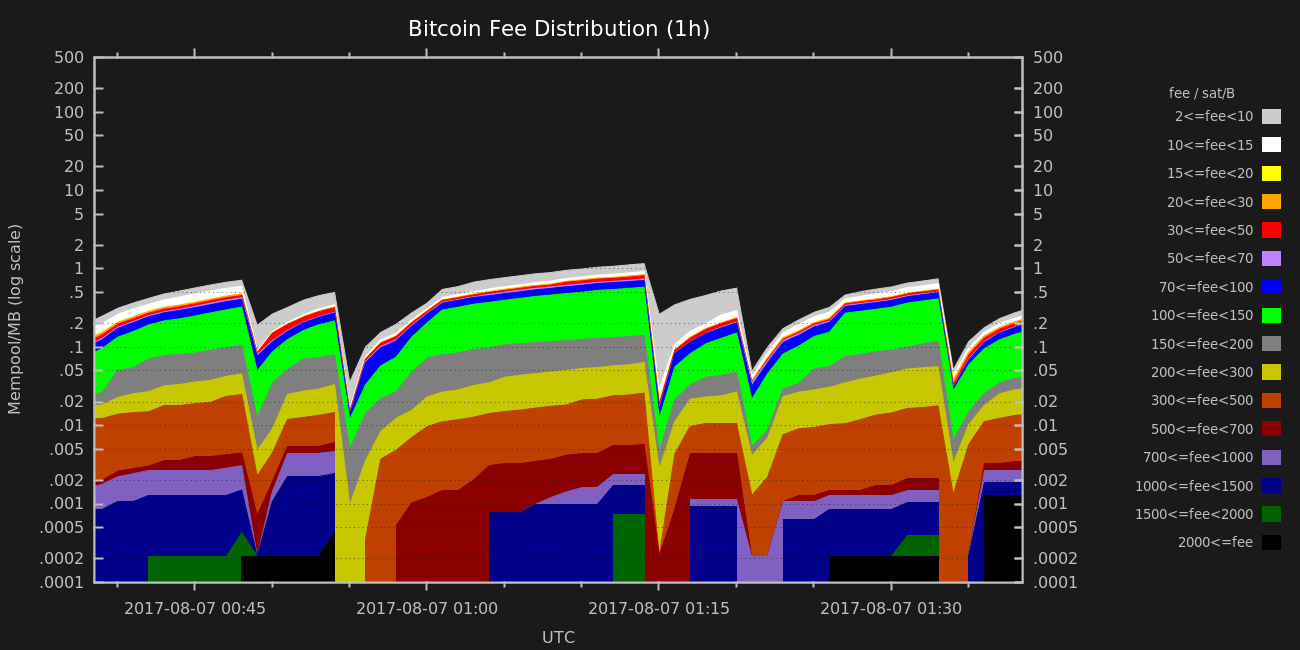 Bitcoin Fee Distribution (1h)
Mempool/MB (log scale)
500
200
100
50
20
10
5
2
1
.5
.2
.1
.05
.02
.01
.005
.002
.001
.0005
.0002
.0001
500
200
100
50
20
10
5
2
1
.5
.2
.1
.05
.02
.01
.005
.002
.001
.0005
.0002
.0001
2017-08-07 00:45
2017-08-07 01:00
2017-08-07 01:15
2017-08-07 01:30
UTC
fee / sat/B
2<=fee<10
10<=fee<15
15<=fee<20
20<=fee<30
30<=fee<50
50<=fee<70
70<=fee<100
100<=fee<150
150<=fee<200
200<=fee<300
300<=fee<500
500<=fee<700
700<=fee<1000
1000<=fee<1500
1500<=fee<2000
2000<=fee